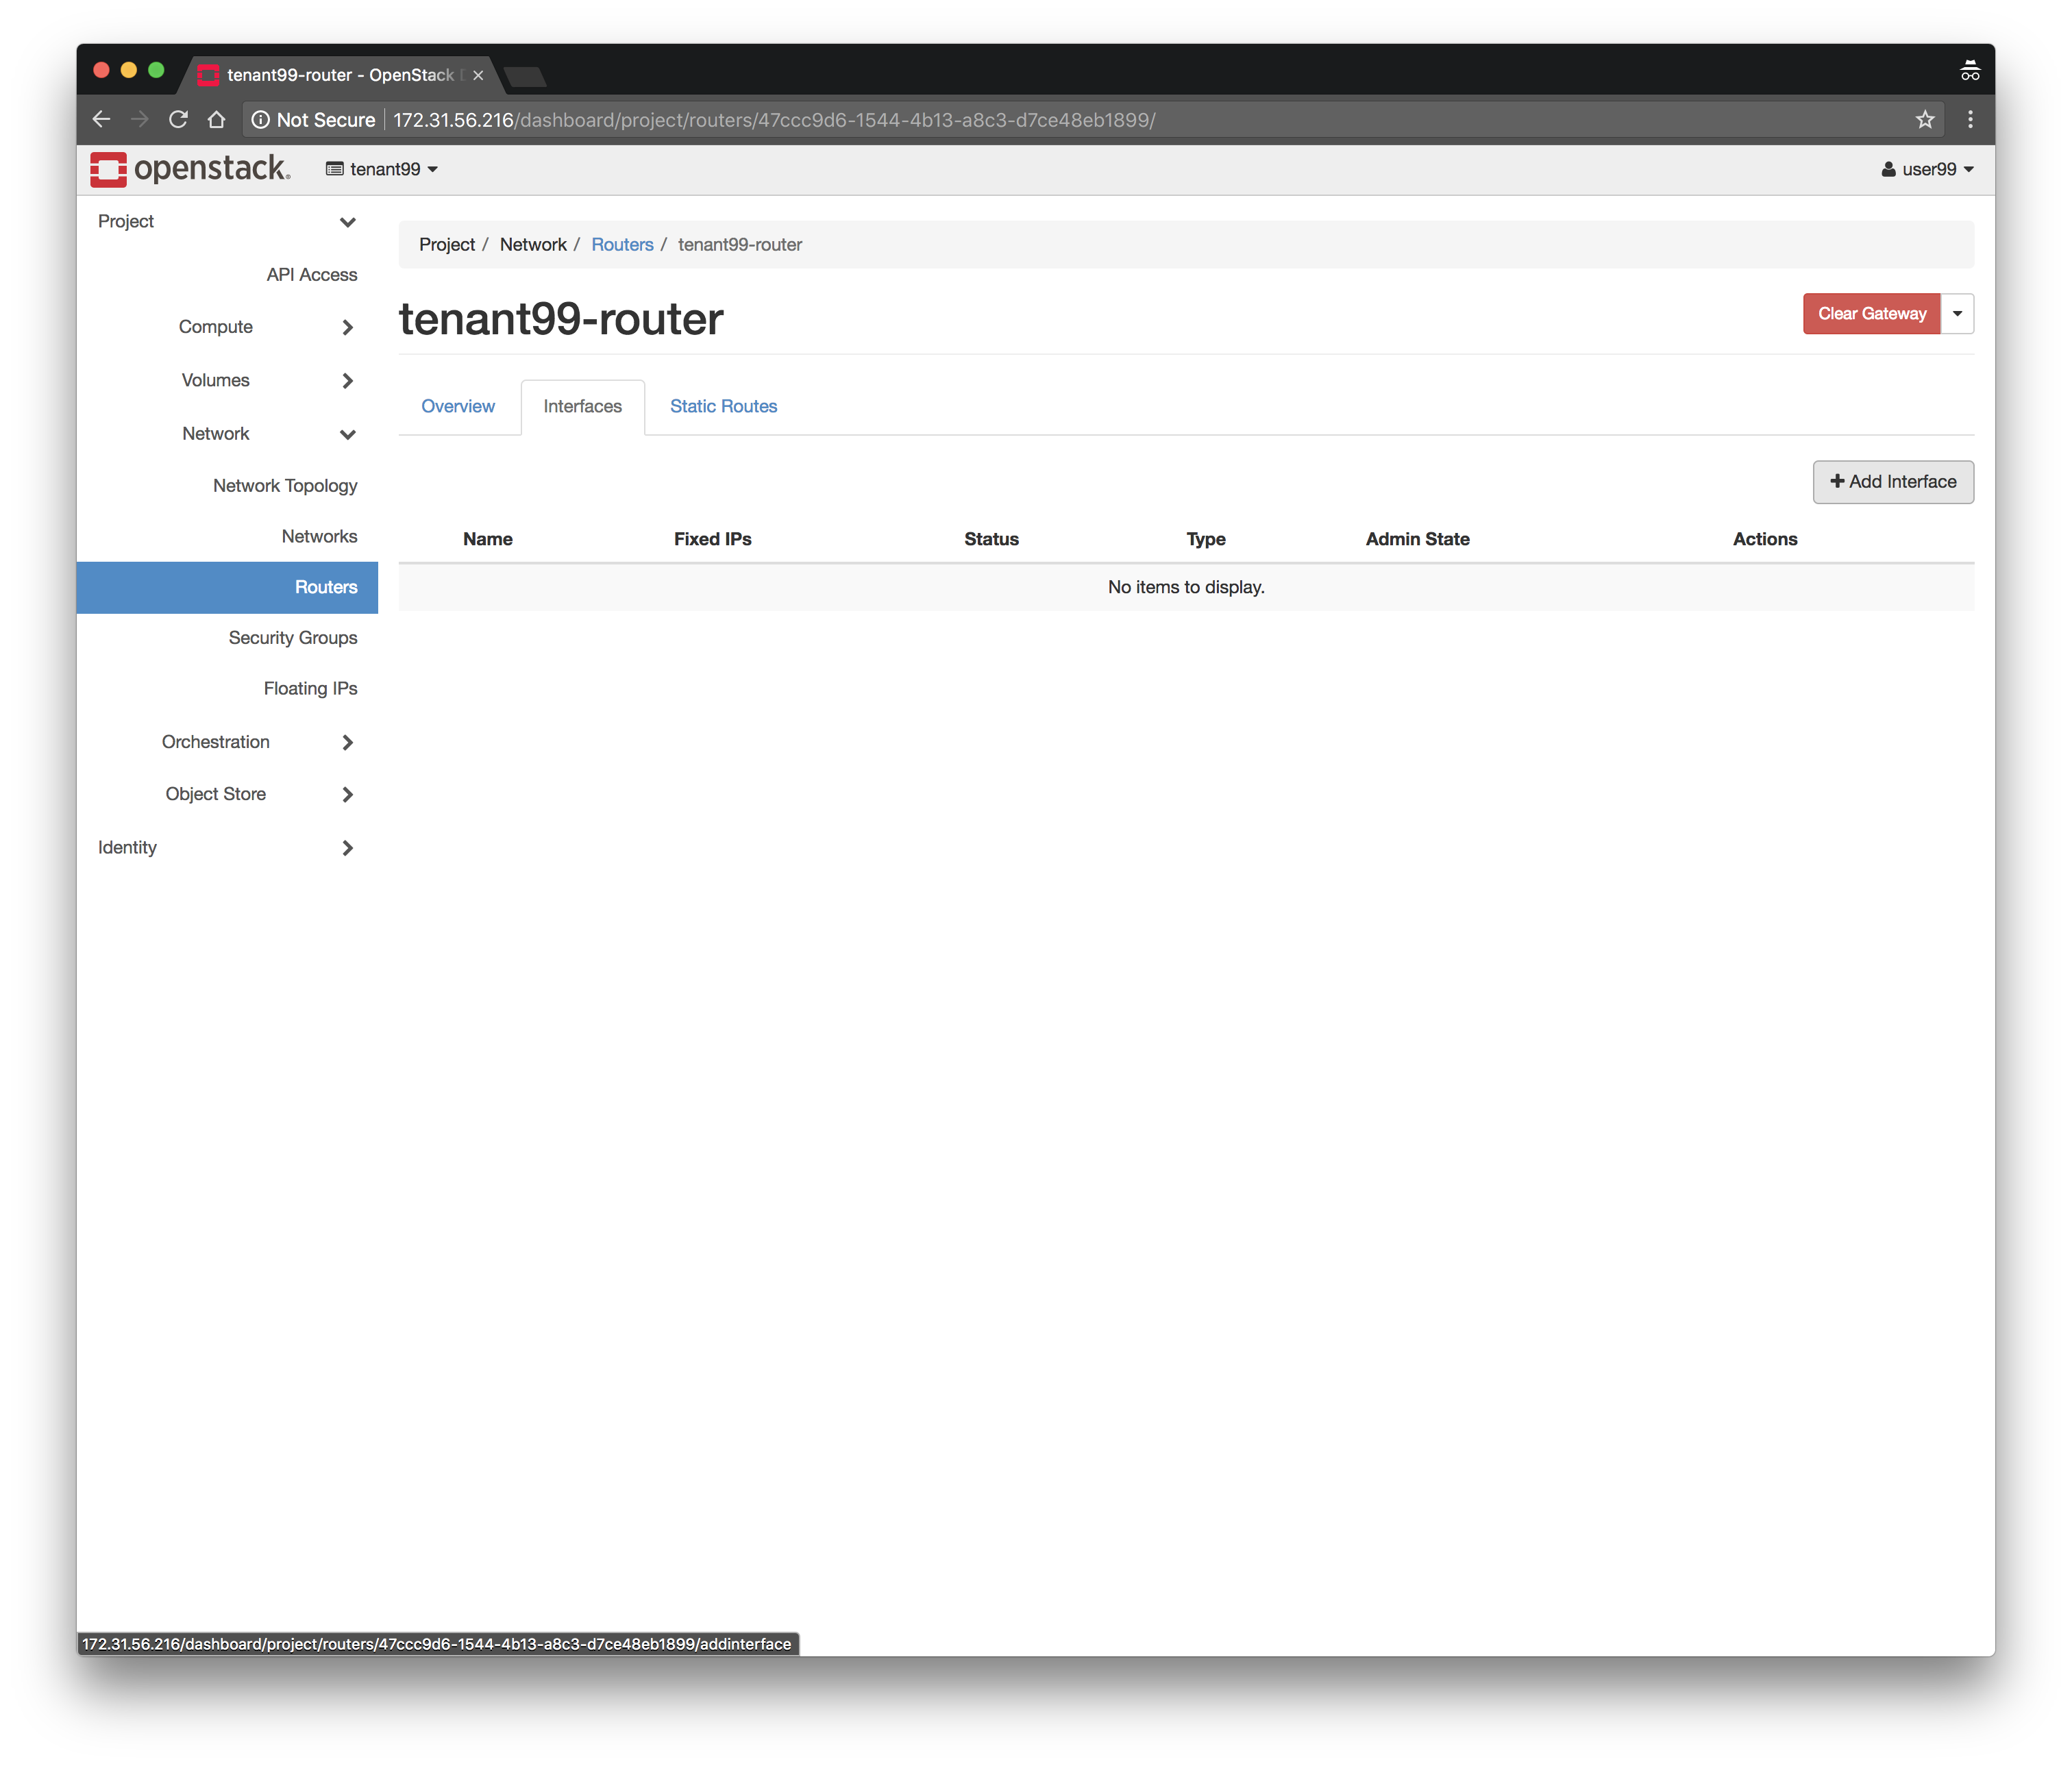 tenant99-router - OpenStack
Not Secure 172.31.56.216/dashboard/project/routers/47ccc9d6-1544-4b13-a8c3-d7ce48eb1899/
openstack. tenant99 user99
Project
API Access
Compute
Volumes
Network
Network Topology
Networks
Routers
Security Groups
Floating IPs
Orchestration
Object Store
Identity
Project / Network / Routers / tenant99-router
tenant99-router
Clear Gateway
Overview Interfaces Static Routes
Add Interface
Name Fixed IPs Status Type Admin State Actions
No items to display.
172.31.56.216/dashboard/project/routers/47ccc9d6-1544-4b13-a8c3-d7ce48eb1899/addinterface